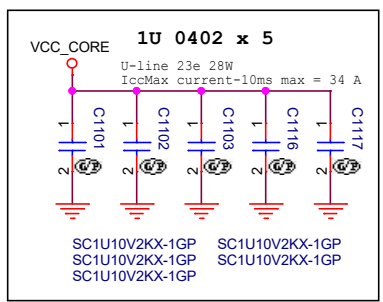 1U 0402 x 5
VCC_CORE
U-line 23e 28W
IccMax current-10ms max = 34 A
1 C1101 2 G/P
1 C1102 2 G/P
1 C1103 2 G/P
1 C1116 2 G/P
1 C1117 2 G/P
SC1U10V2KX-1GP SC1U10V2KX-1GP
SC1U10V2KX-1GP SC1U10V2KX-1GP
SC1U10V2KX-1GP